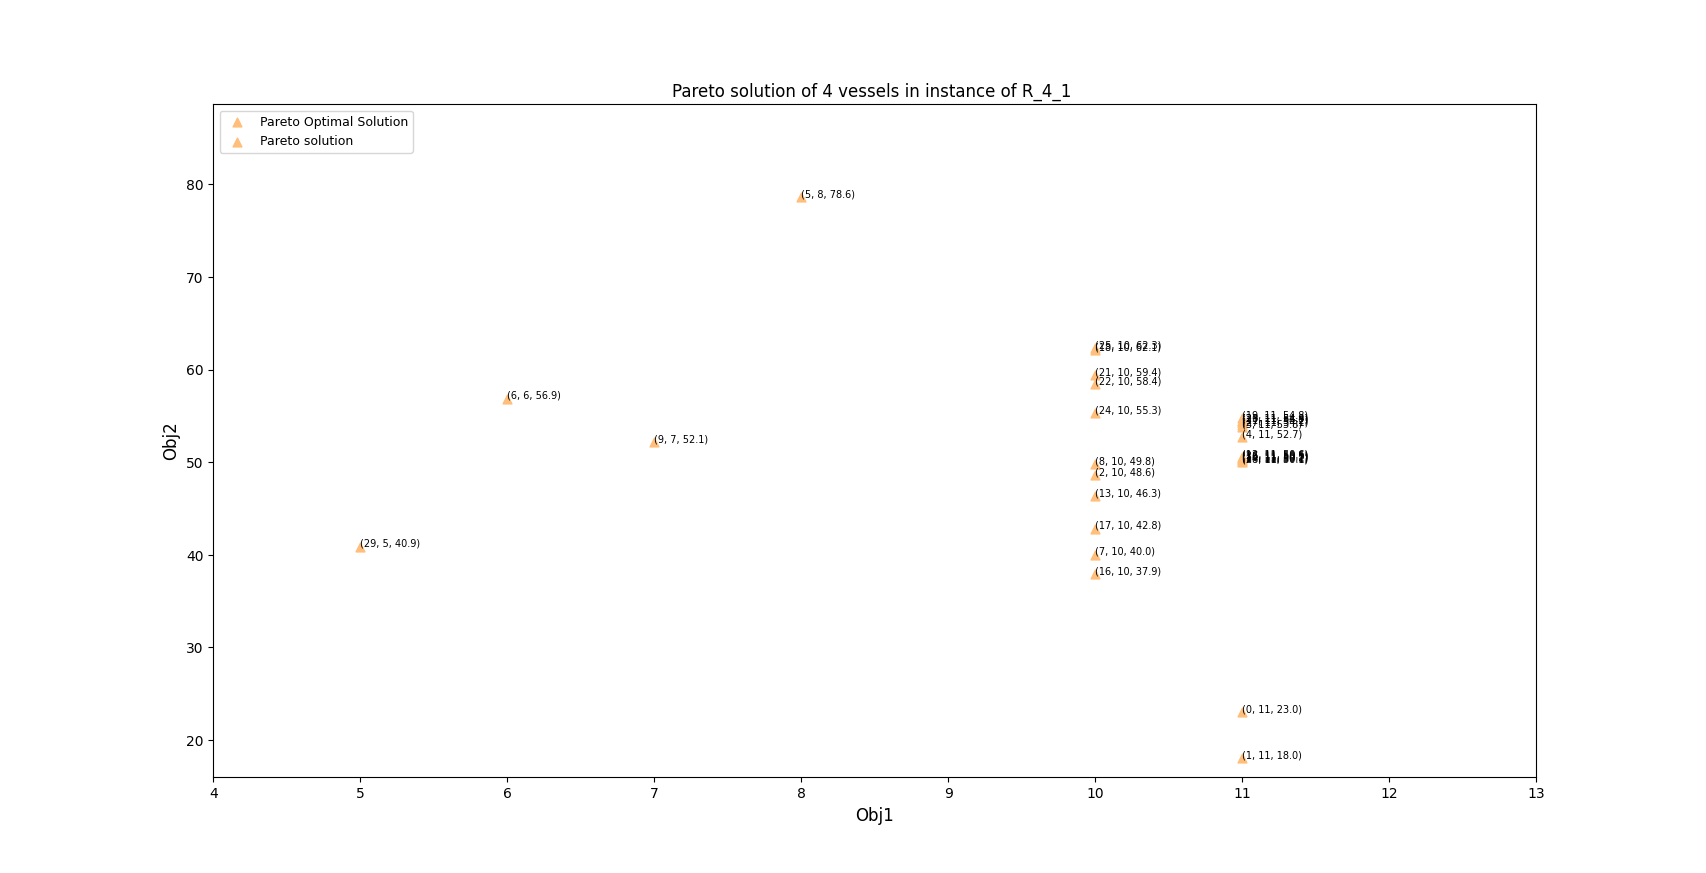 Pareto solution of 4 vessels in instance of R_4_1
Pareto Optimal Solution
Pareto solution
80
70
60
50
40
30
20
Obj2
(5, 8, 78.6)
(6, 6, 56.9)
(9, 7, 52.1)
(29, 5, 40.9)
(21, 10, 59.4)
(22, 10, 58.4)
(24, 10, 55.3)
(8, 10, 49.8)
(2, 10, 48.6)
(13, 10, 46.3)
(17, 10, 42.8)
(7, 10, 40.0)
(16, 10, 37.9)
(4, 11, 52.7)
(0, 11, 23.0)
(1, 11, 18.0)
4 5 6 7 8 9 10 11 12 13
Obj1